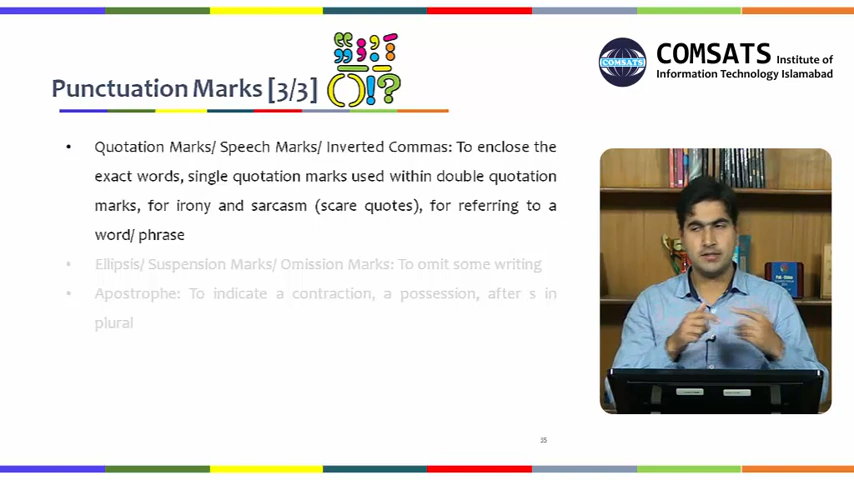 Punctuation Marks [3/3]
COMSATS Institute of
Information Technology Islamabad
COMSATS
• Quotation Marks/ Speech Marks/ Inverted Commas: To enclose the
exact words, single quotation marks used within double quotation
marks, for irony and sarcasm (scare quotes), for referring to a
word/ phrase
• Ellipsis/ Suspension Marks/ Omission Marks: To omit some writing
• Apostrophe: To indicate a contraction, a possession, after s in
plural
15